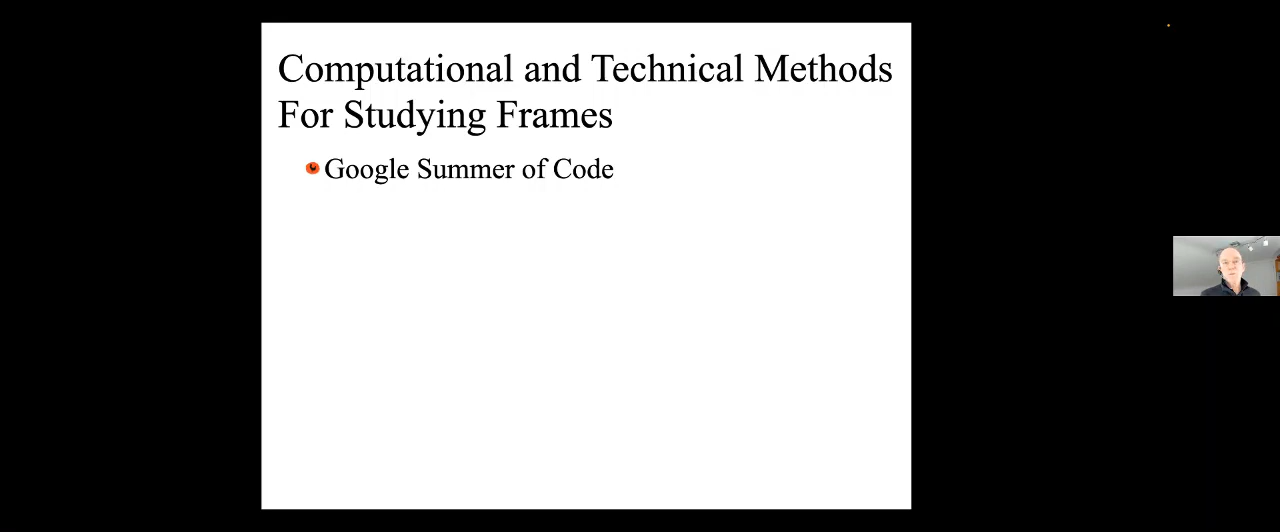 Computational and Technical Methods
For Studying Frames
Google Summer of Code